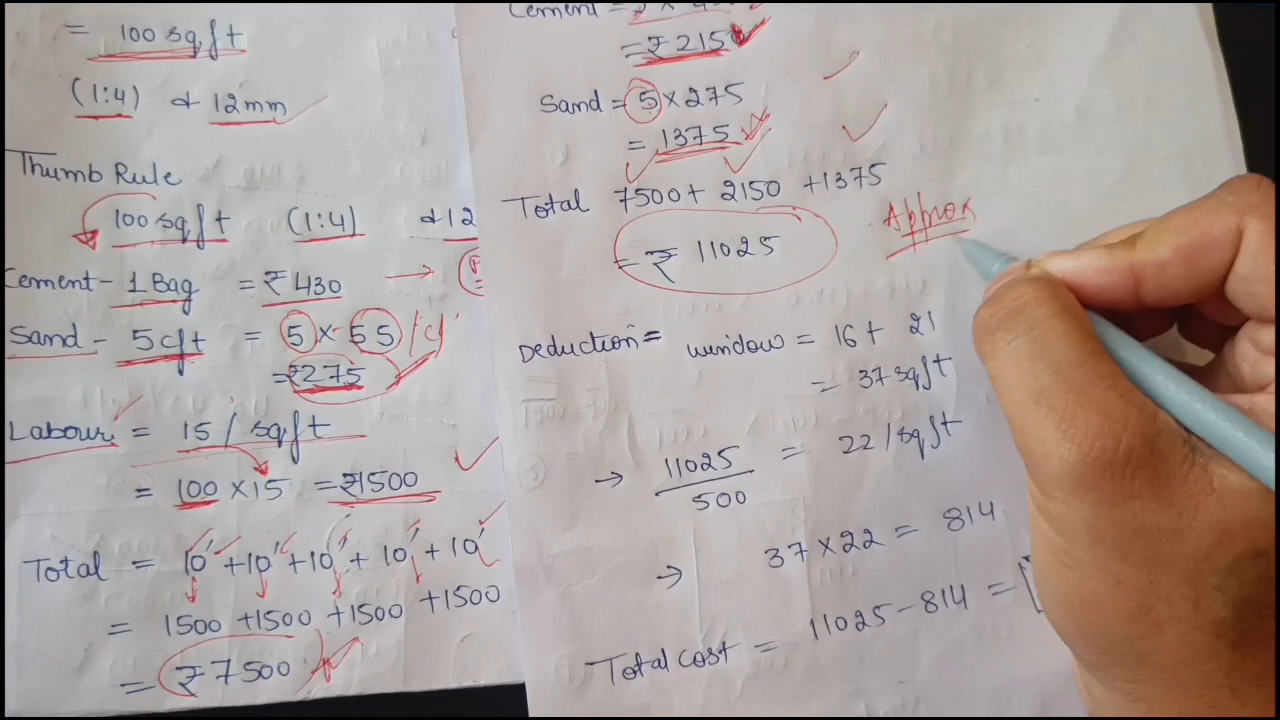 = 100 sqft
(1:4) & 12mm
Thumb Rule
100 sqft (1:4) & 12
Cement - 1 Bag = ₹430 →
Sand - 5 cft = 5 × 55 /cf
= ₹275
Labour = 15 / sqft
= 100 × 15 = ₹1500
Total = 10' + 10' + 10' + 10' + 10'
= 1500 + 1500 + 1500 + 1500
= ₹7500
Cement =
= ₹2150
Sand = 5 × 275
= 1375
Total 7500 + 2150 + 1375
= ₹ 11025
Approx
Deduction = window = 16 + 21
= 37 sqft
→ 11025 / 500 = 22 / sqft
→ 37 × 22 = 814
Total cost = 11025 - 814 =